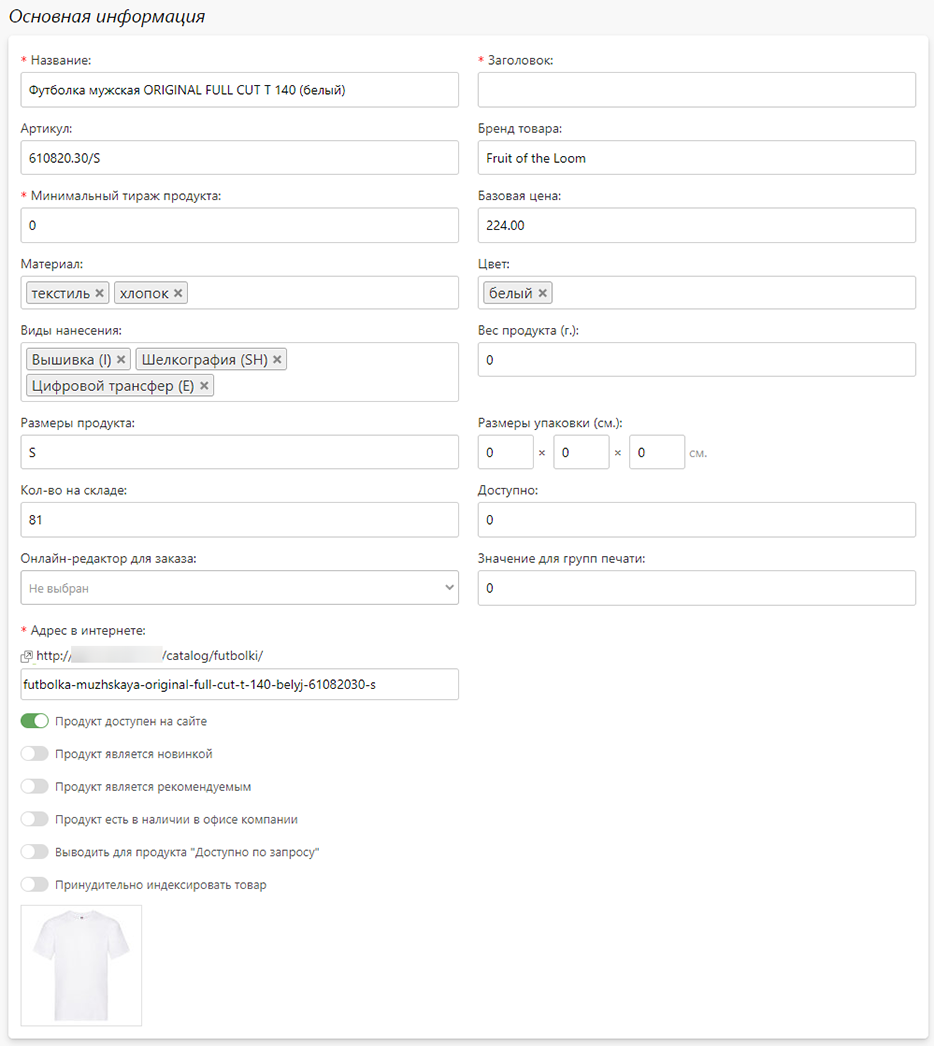 Основная информация
* Название:
* Заголовок:
Футболка мужская ORIGINAL FULL CUT T 140 (белый)
Артикул:
Бренд товара:
610820.30/S
Fruit of the Loom
* Минимальный тираж продукта:
Базовая цена:
0
224.00
Материал:
Цвет:
текстиль × хлопок ×
белый ×
Виды нанесения:
Вес продукта (г.):
Вышивка (I) × Шелкография (SH) ×
Цифровой трансфер (E) ×
0
Размеры продукта:
Размеры упаковки (см.):
S
0 × 0 × 0 см.
Кол-во на складе:
Доступно:
81
0
Онлайн-редактор для заказа:
Значение для групп печати:
Не выбран
0
* Адрес в интернете:
http:// /catalog/futbolki/
futbolka-muzhskaya-original-full-cut-t-140-belyj-61082030-s
Продукт доступен на сайте
Продукт является новинкой
Продукт является рекомендуемым
Продукт есть в наличии в офисе компании
Выводить для продукта "Доступно по запросу"
Принудительно индексировать товар